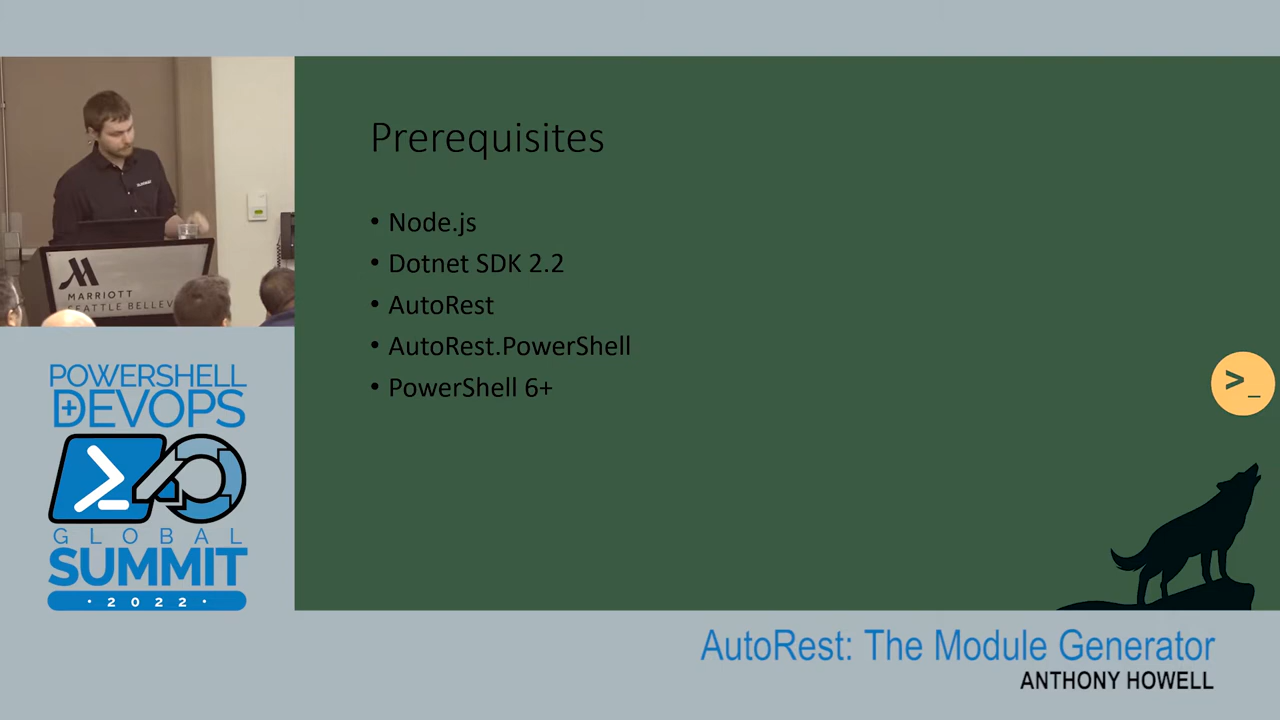 Prerequisites
• Node.js
• Dotnet SDK 2.2
• AutoRest
• AutoRest.PowerShell
• PowerShell 6+
>_
MARRIOTT
SEATTLE BELLEV
POWERSHELL
+DEVOPS
GLOBAL
SUMMIT
· 2022 ·
AutoRest: The Module Generator
ANTHONY HOWELL